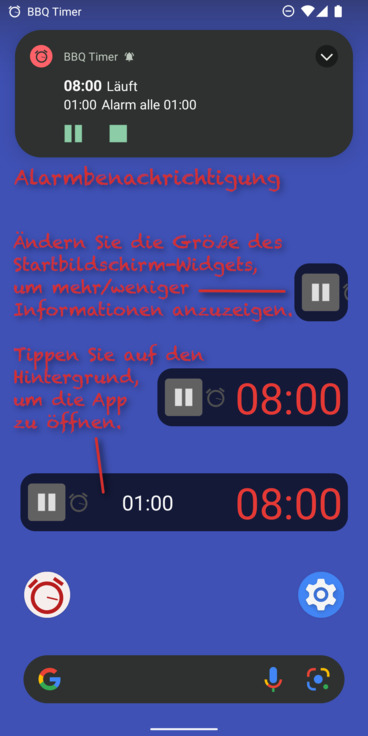 BBQ Timer
BBQ Timer
08:00 Läuft
01:00 Alarm alle 01:00
Alarmbenachrichtigung
Ändern Sie die Größe des
Startbildschirm-Widgets,
um mehr/weniger
Informationen anzuzeigen.
Tippen Sie auf den
Hintergrund,
um die App
zu öffnen.
08:00
01:00 08:00